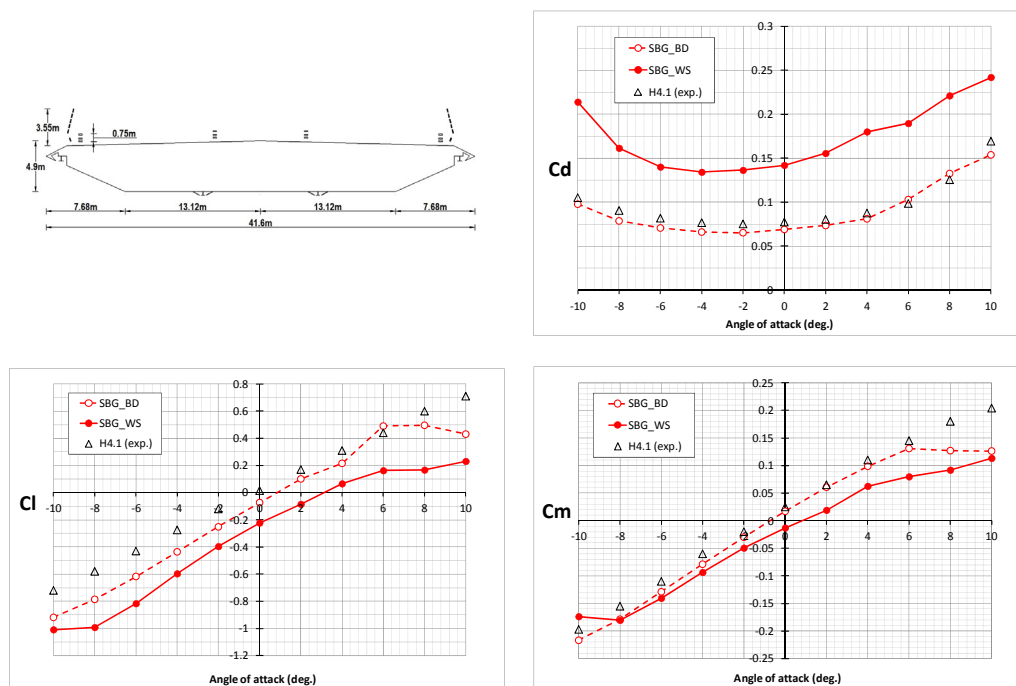 3.55m
0.75m
4.9m
7.68m 13.12m 13.12m 7.68m
41.6m
0.3
0.25
0.2
0.15
0.1
0.05
0
Cd
SBG_BD
SBG_WS
H4.1 (exp.)
-10 -8 -6 -4 -2 0 2 4 6 8 10
Angle of attack (deg.)
0.8
0.6
0.4
0.2
0
-0.2
-0.4
-0.6
-0.8
-1
-1.2
Cl
SBG_BD
SBG_WS
H4.1 (exp.)
-10 -8 -6 -4 -2 0 2 4 6 8 10
Angle of attack (deg.)
0.25
0.2
0.15
0.1
0.05
0
-0.05
-0.1
-0.15
-0.2
-0.25
Cm
SBG_BD
SBG_WS
H4.1 (exp.)
-10 -8 -6 -4 -2 0 2 4 6 8 10
Angle of attack (deg.)